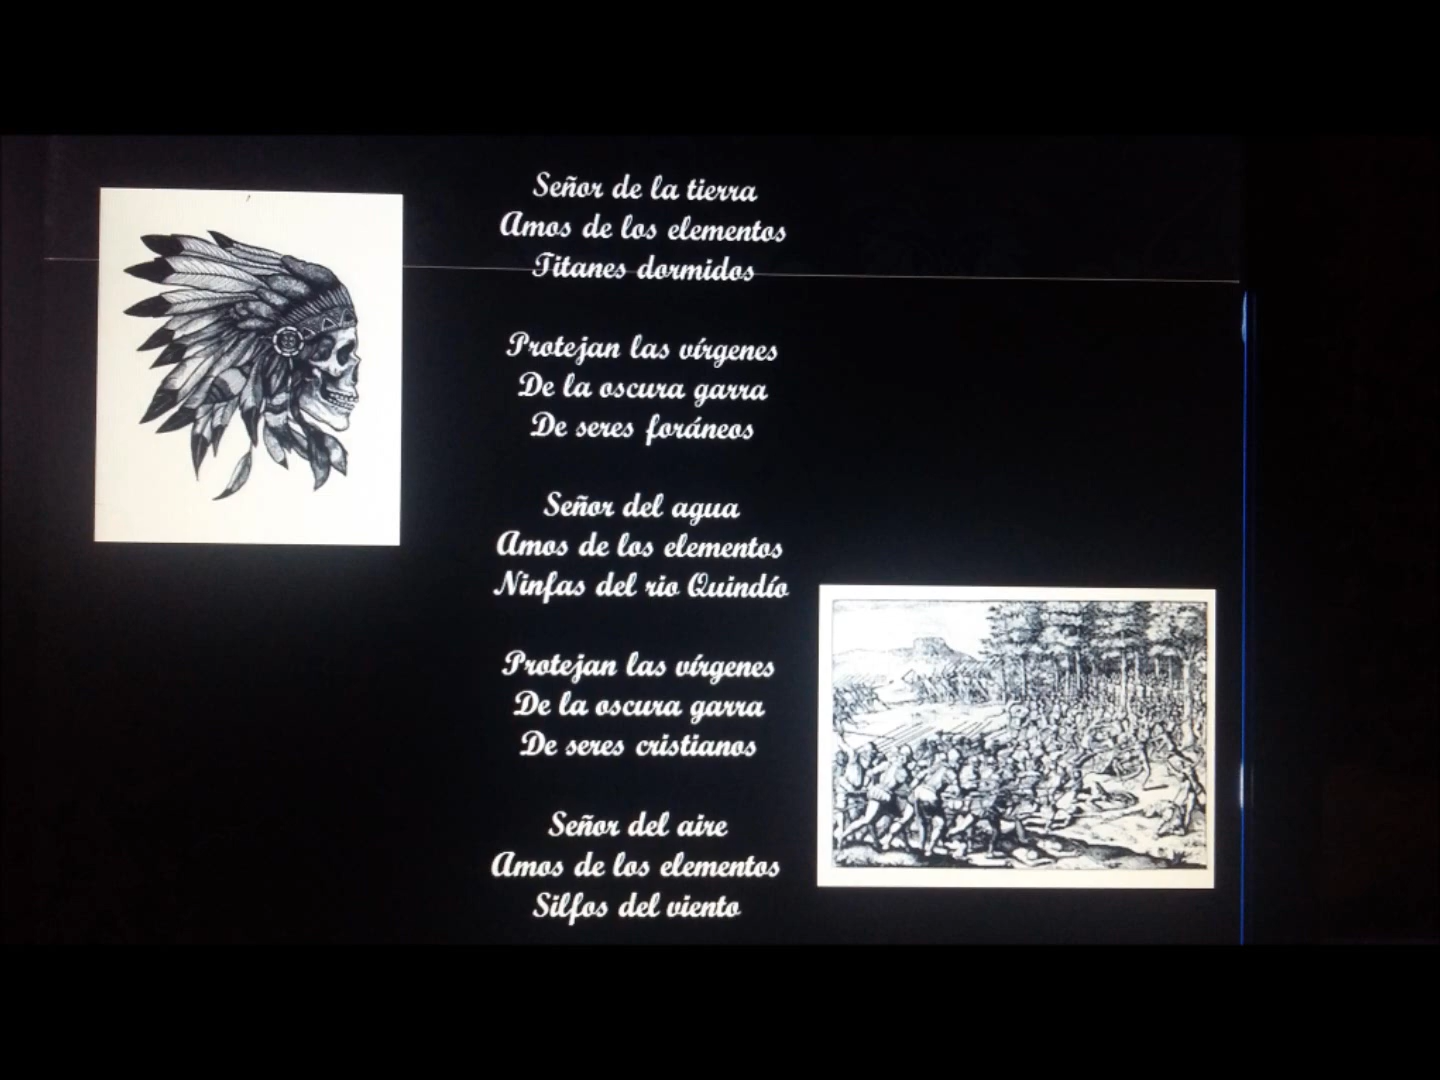 Señor de la tierra
Amos de los elementos
Titanes dormidos
Protejan las vírgenes
De la oscura garra
De seres foráneos
Señor del agua
Amos de los elementos
Ninfas del rio Quindío
Protejan las vírgenes
De la oscura garra
De seres cristianos
Señor del aire
Amos de los elementos
Silfos del viento